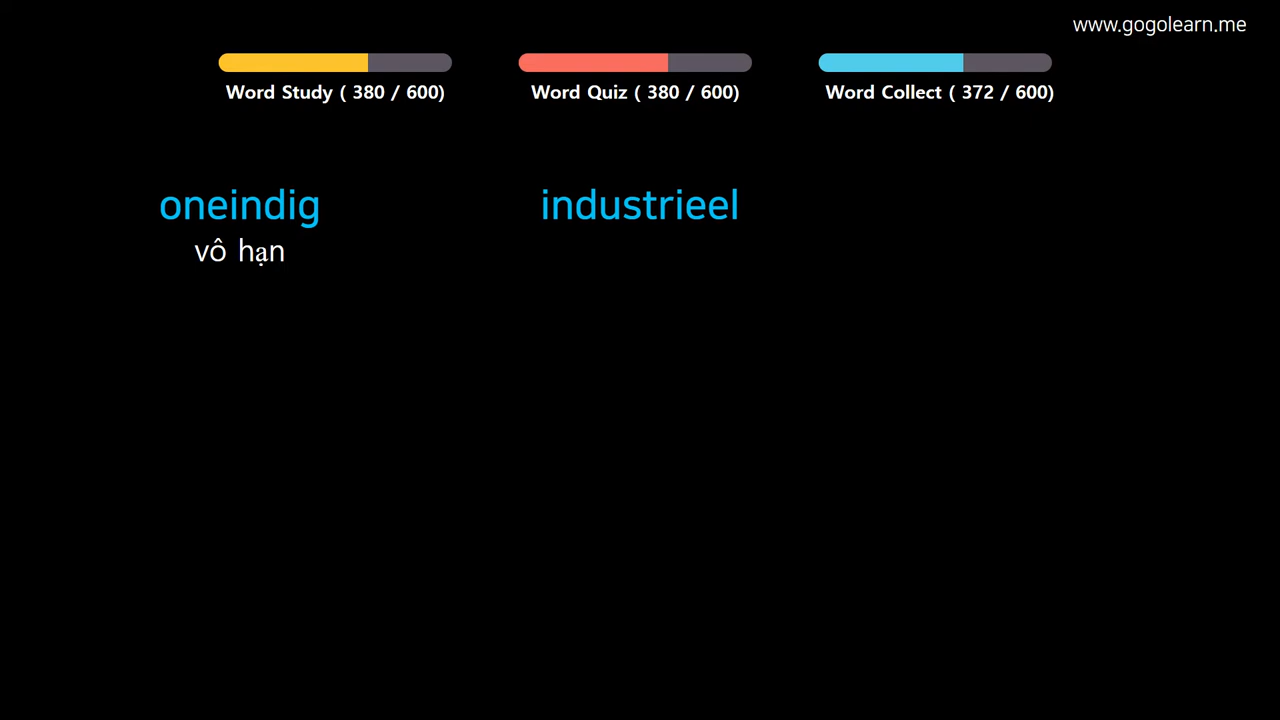 www.gogolearn.me
Word Study ( 380 / 600)
Word Quiz ( 380 / 600)
Word Collect ( 372 / 600)
oneindig
vô hạn
industrieel